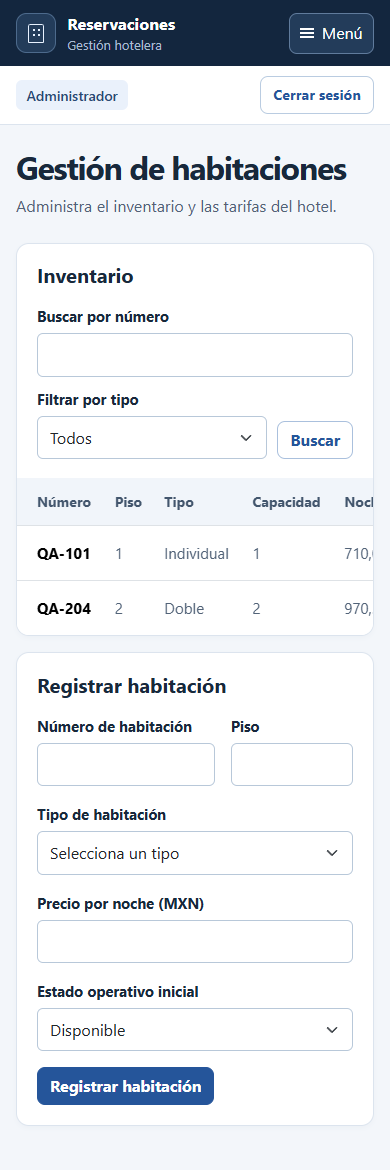 Reservaciones
Gestión hotelera
Menú
Administrador
Cerrar sesión
Gestión de habitaciones
Administra el inventario y las tarifas del hotel.
Inventario
Buscar por número
Filtrar por tipo
Todos
Buscar
Número Piso Tipo Capacidad
QA-101 1 Individual 1 710,
QA-204 2 Doble 2 970,
Registrar habitación
Número de habitación Piso
Tipo de habitación
Selecciona un tipo
Precio por noche (MXN)
Estado operativo inicial
Disponible
Registrar habitación